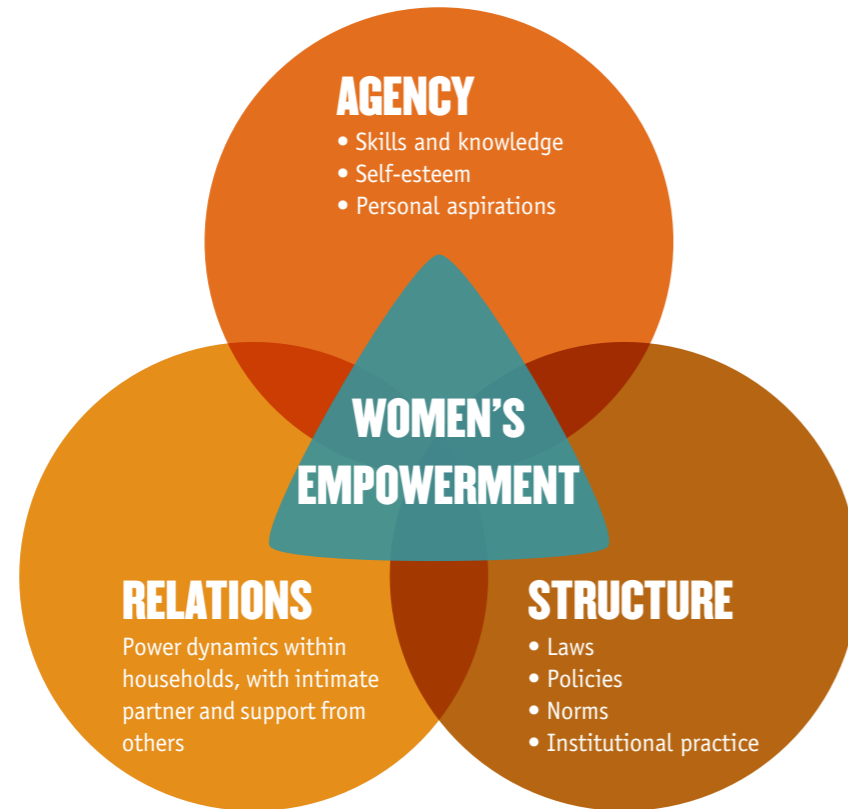 AGENCY
• Skills and knowledge
• Self-esteem
• Personal aspirations
WOMEN'S
EMPOWERMENT
RELATIONS
Power dynamics within
households, with intimate
partner and support from
others
STRUCTURE
• Laws
• Policies
• Norms
• Institutional practice